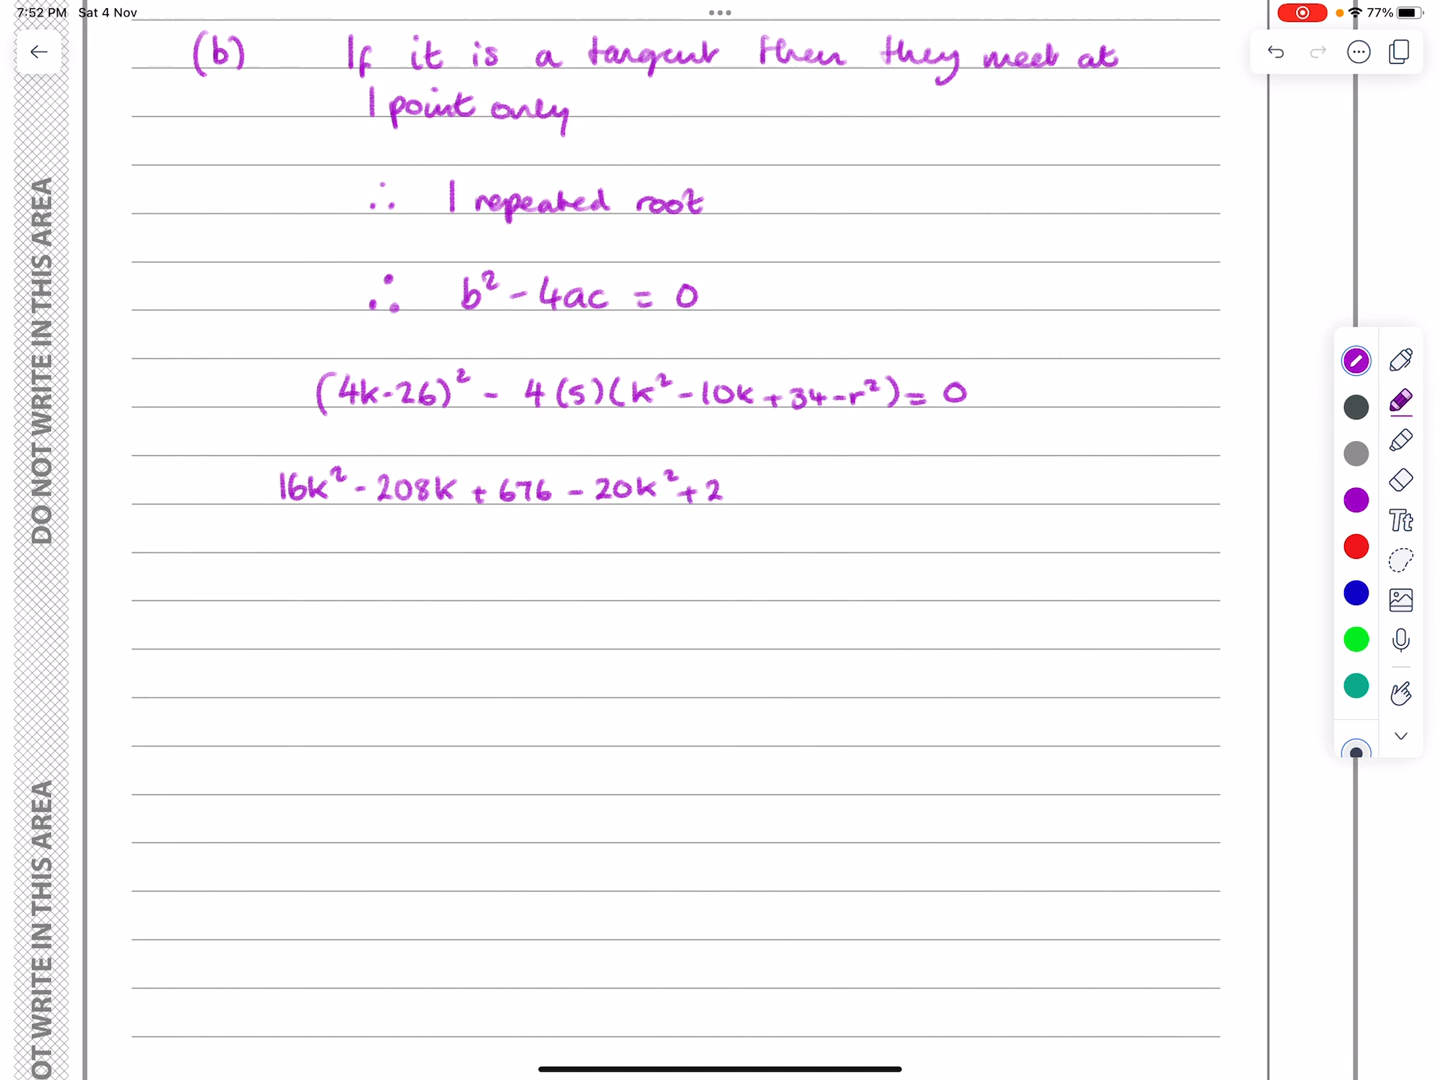 7:52 PM Sat 4 Nov
77%
(b) If it is a tangent then they meet at
1 point only
∴ 1 repeated root
∴ b² - 4ac = 0
(4k-26)² - 4(5)(k² - 10k + 34 - r²) = 0
16k² - 208k + 676 - 20k² + 2
DO NOT WRITE IN THIS AREA
OT WRITE IN THIS AREA
Tt